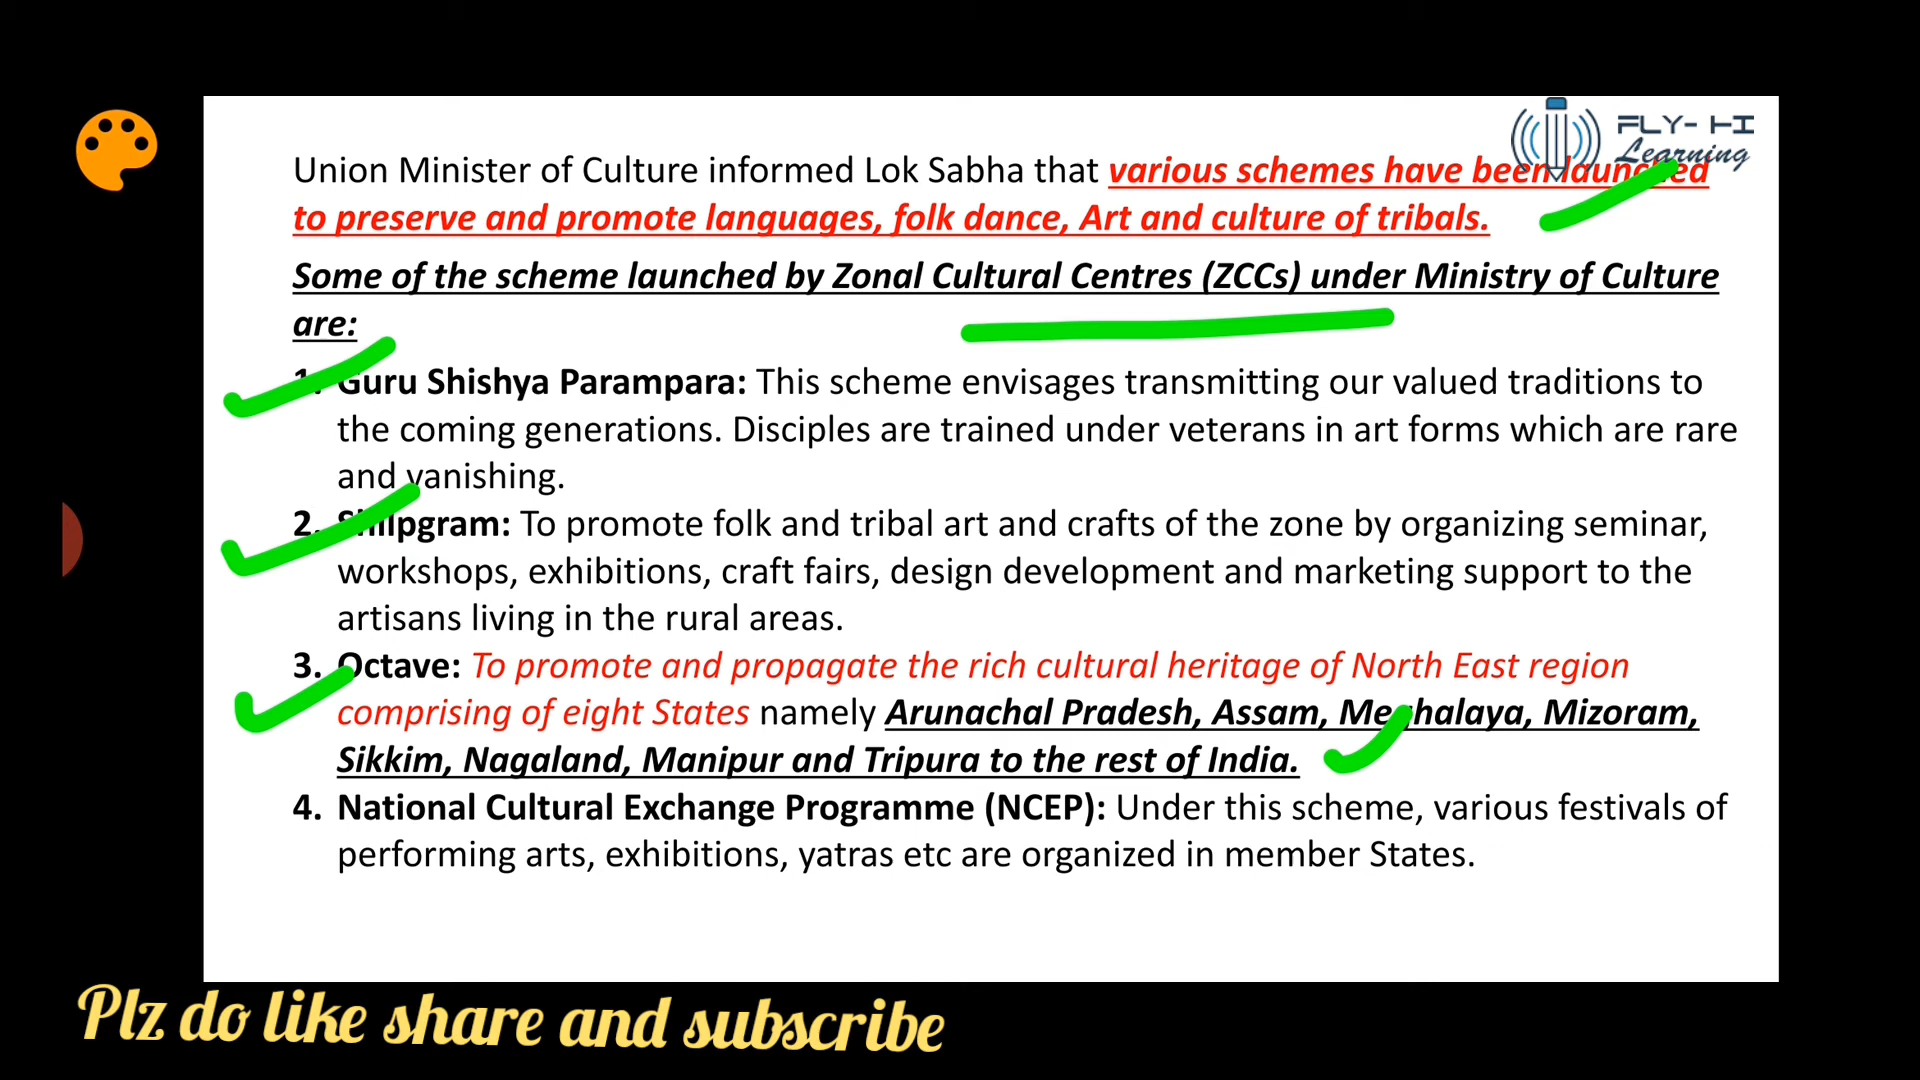 FLY-HI
Learning
Union Minister of Culture informed Lok Sabha that various schemes have been launched
to preserve and promote languages, folk dance, Art and culture of tribals.
Some of the scheme launched by Zonal Cultural Centres (ZCCs) under Ministry of Culture
are:
1. Guru Shishya Parampara: This scheme envisages transmitting our valued traditions to
the coming generations. Disciples are trained under veterans in art forms which are rare
and vanishing.
2. Shilpgram: To promote folk and tribal art and crafts of the zone by organizing seminar,
workshops, exhibitions, craft fairs, design development and marketing support to the
artisans living in the rural areas.
3. Octave: To promote and propagate the rich cultural heritage of North East region
comprising of eight States namely Arunachal Pradesh, Assam, Meghalaya, Mizoram,
Sikkim, Nagaland, Manipur and Tripura to the rest of India.
4. National Cultural Exchange Programme (NCEP): Under this scheme, various festivals of
performing arts, exhibitions, yatras etc are organized in member States.
Plz do like share and subscribe